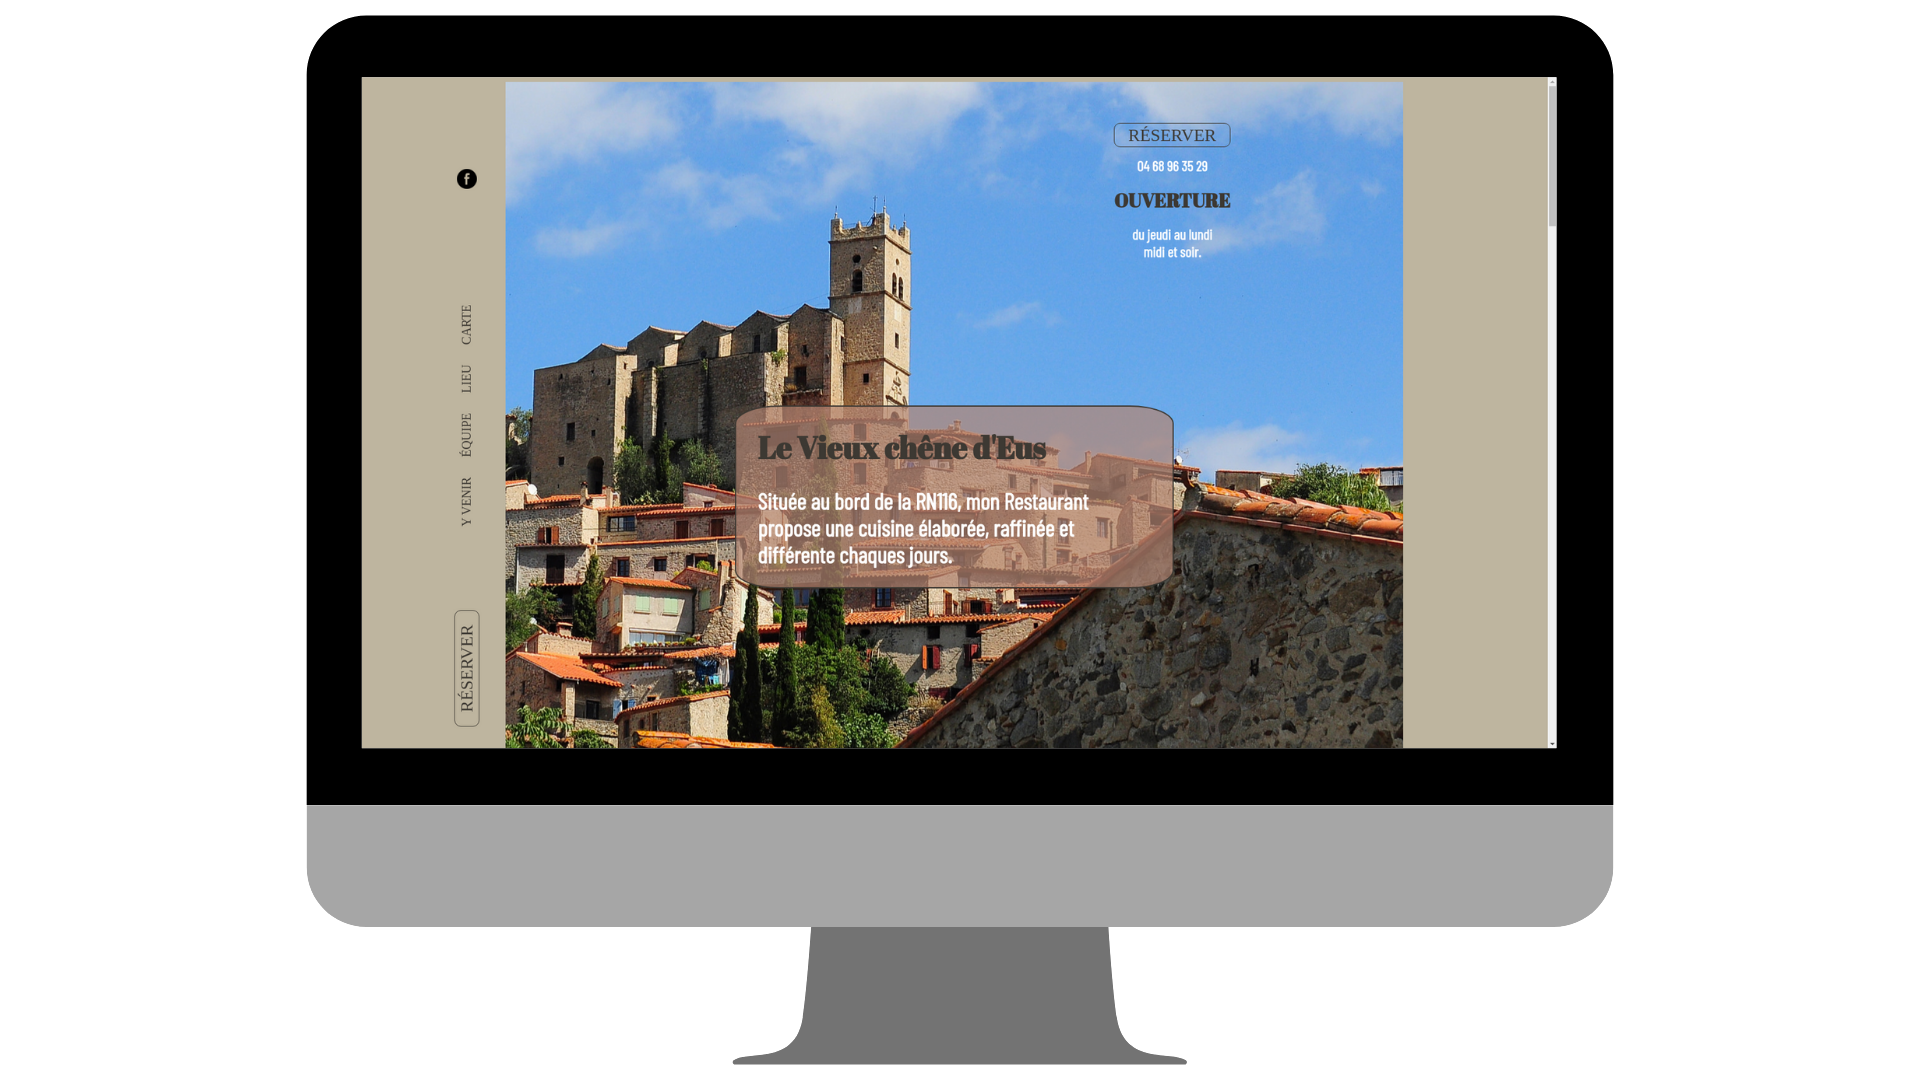 RÉSERVER
04 68 96 35 29
OUVERTURE
du jeudi au lundi
midi et soir.
CARTE
LIEU
ÉQUIPE
Y VENIR
RÉSERVER
Le Vieux chêne d'Eus
Située au bord de la RN116, mon Restaurant
propose une cuisine élaborée, raffinée et
différente chaques jours.